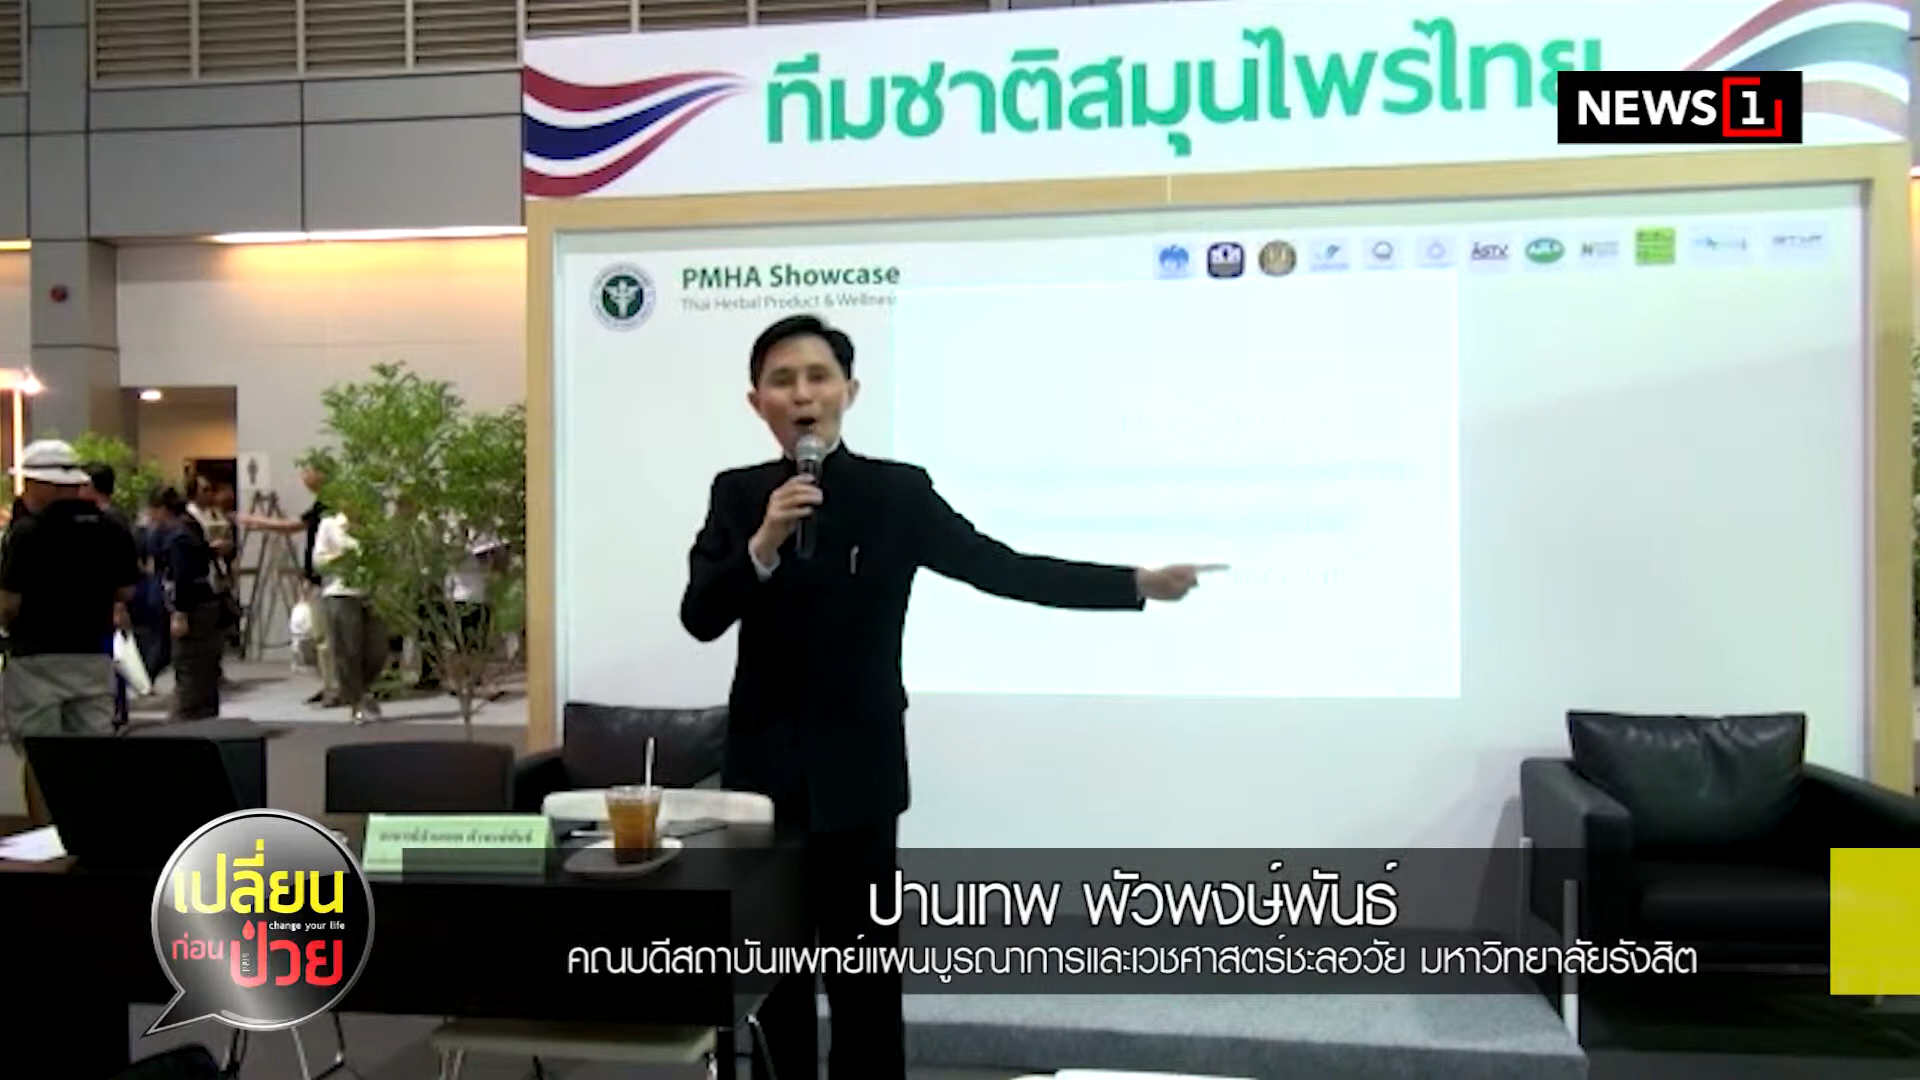 ทีมชาติสมุนไพรไทย
NEWS 1
PMHA Showcase
Thai Herbal Product & Wellness
ASTV
เปลี่ยน
change your life
ก่อนป่วย
ปานเทพ พัวพงษ์พันธ์
คณบดีสถาบันแพทย์แผนบูรณาการและเวชศาสตร์ชะลอวัย มหาวิทยาลัยรังสิต